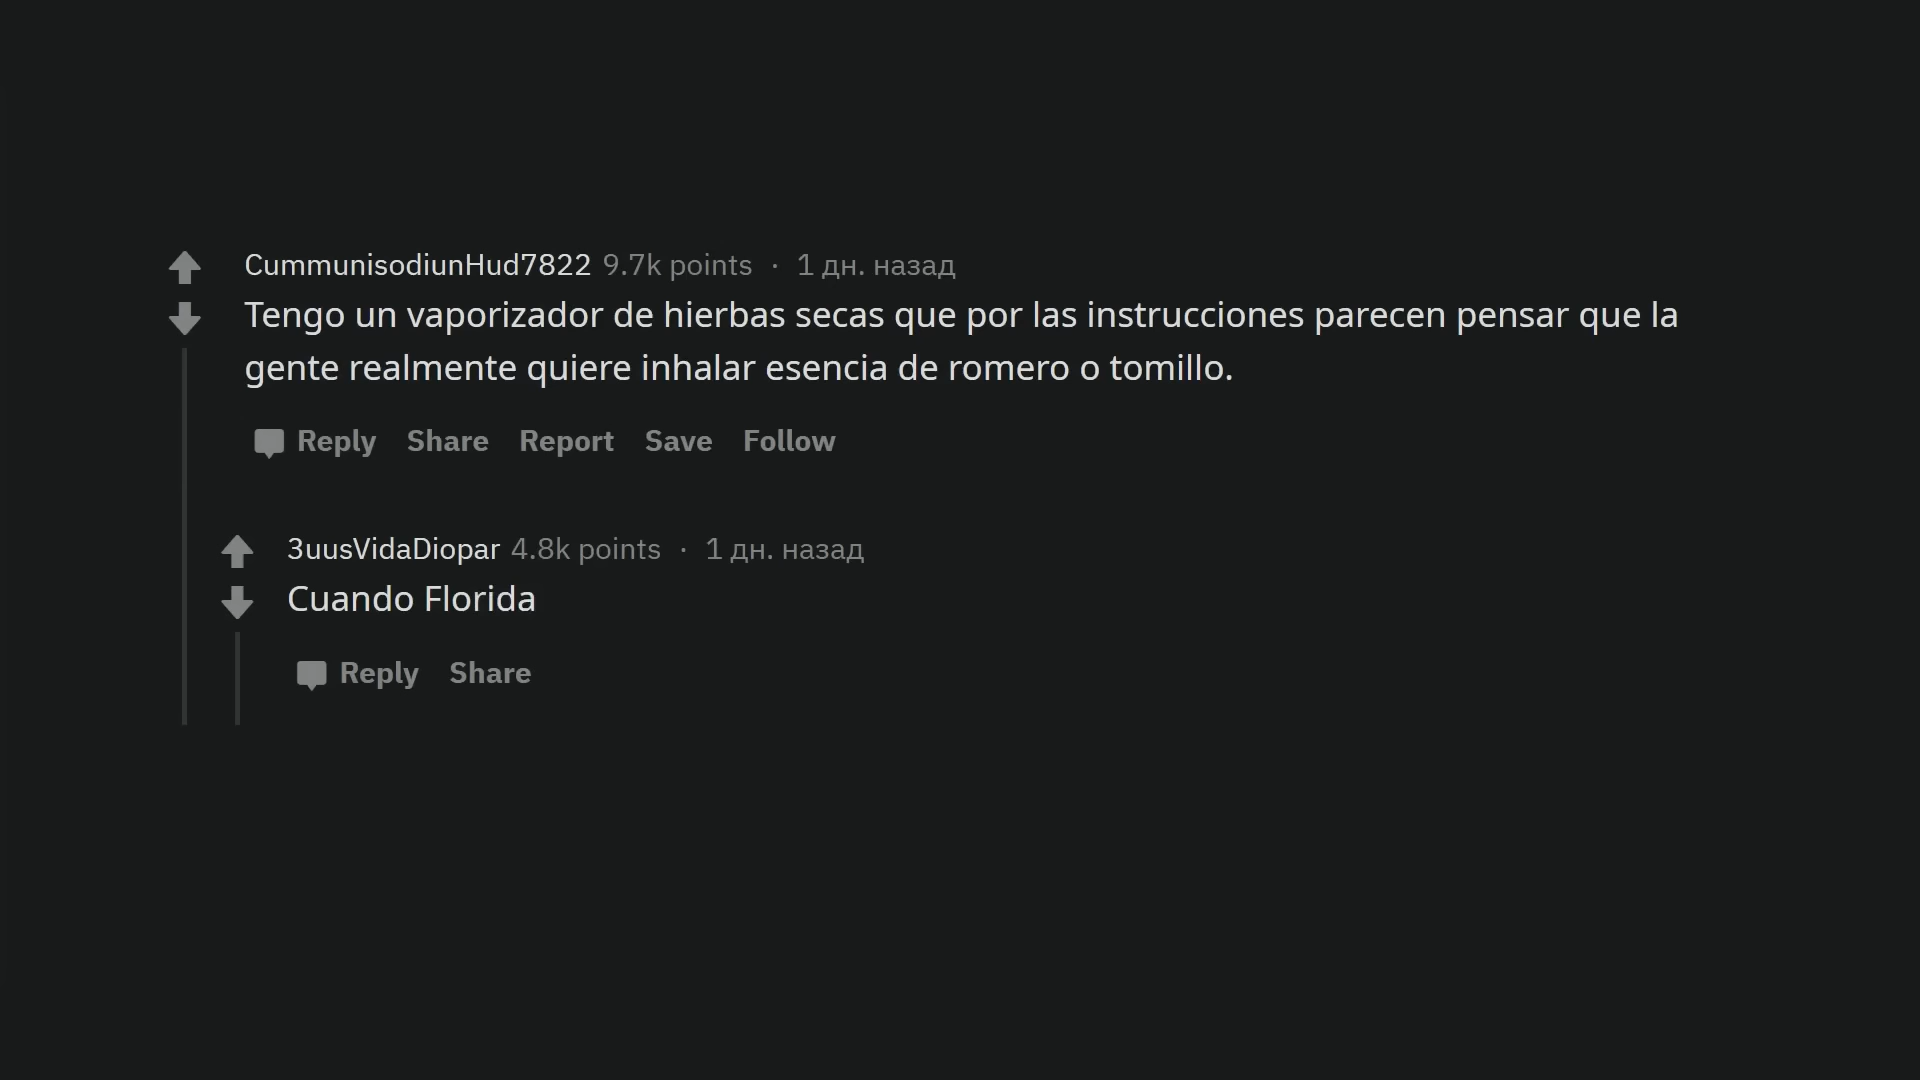 CummunisodiunHud7822 9.7k points · 1 дн. назад
Tengo un vaporizador de hierbas secas que por las instrucciones parecen pensar que la
gente realmente quiere inhalar esencia de romero o tomillo.
Reply Share Report Save Follow
3uusVidaDiopar 4.8k points · 1 дн. назад
Cuando Florida
Reply Share